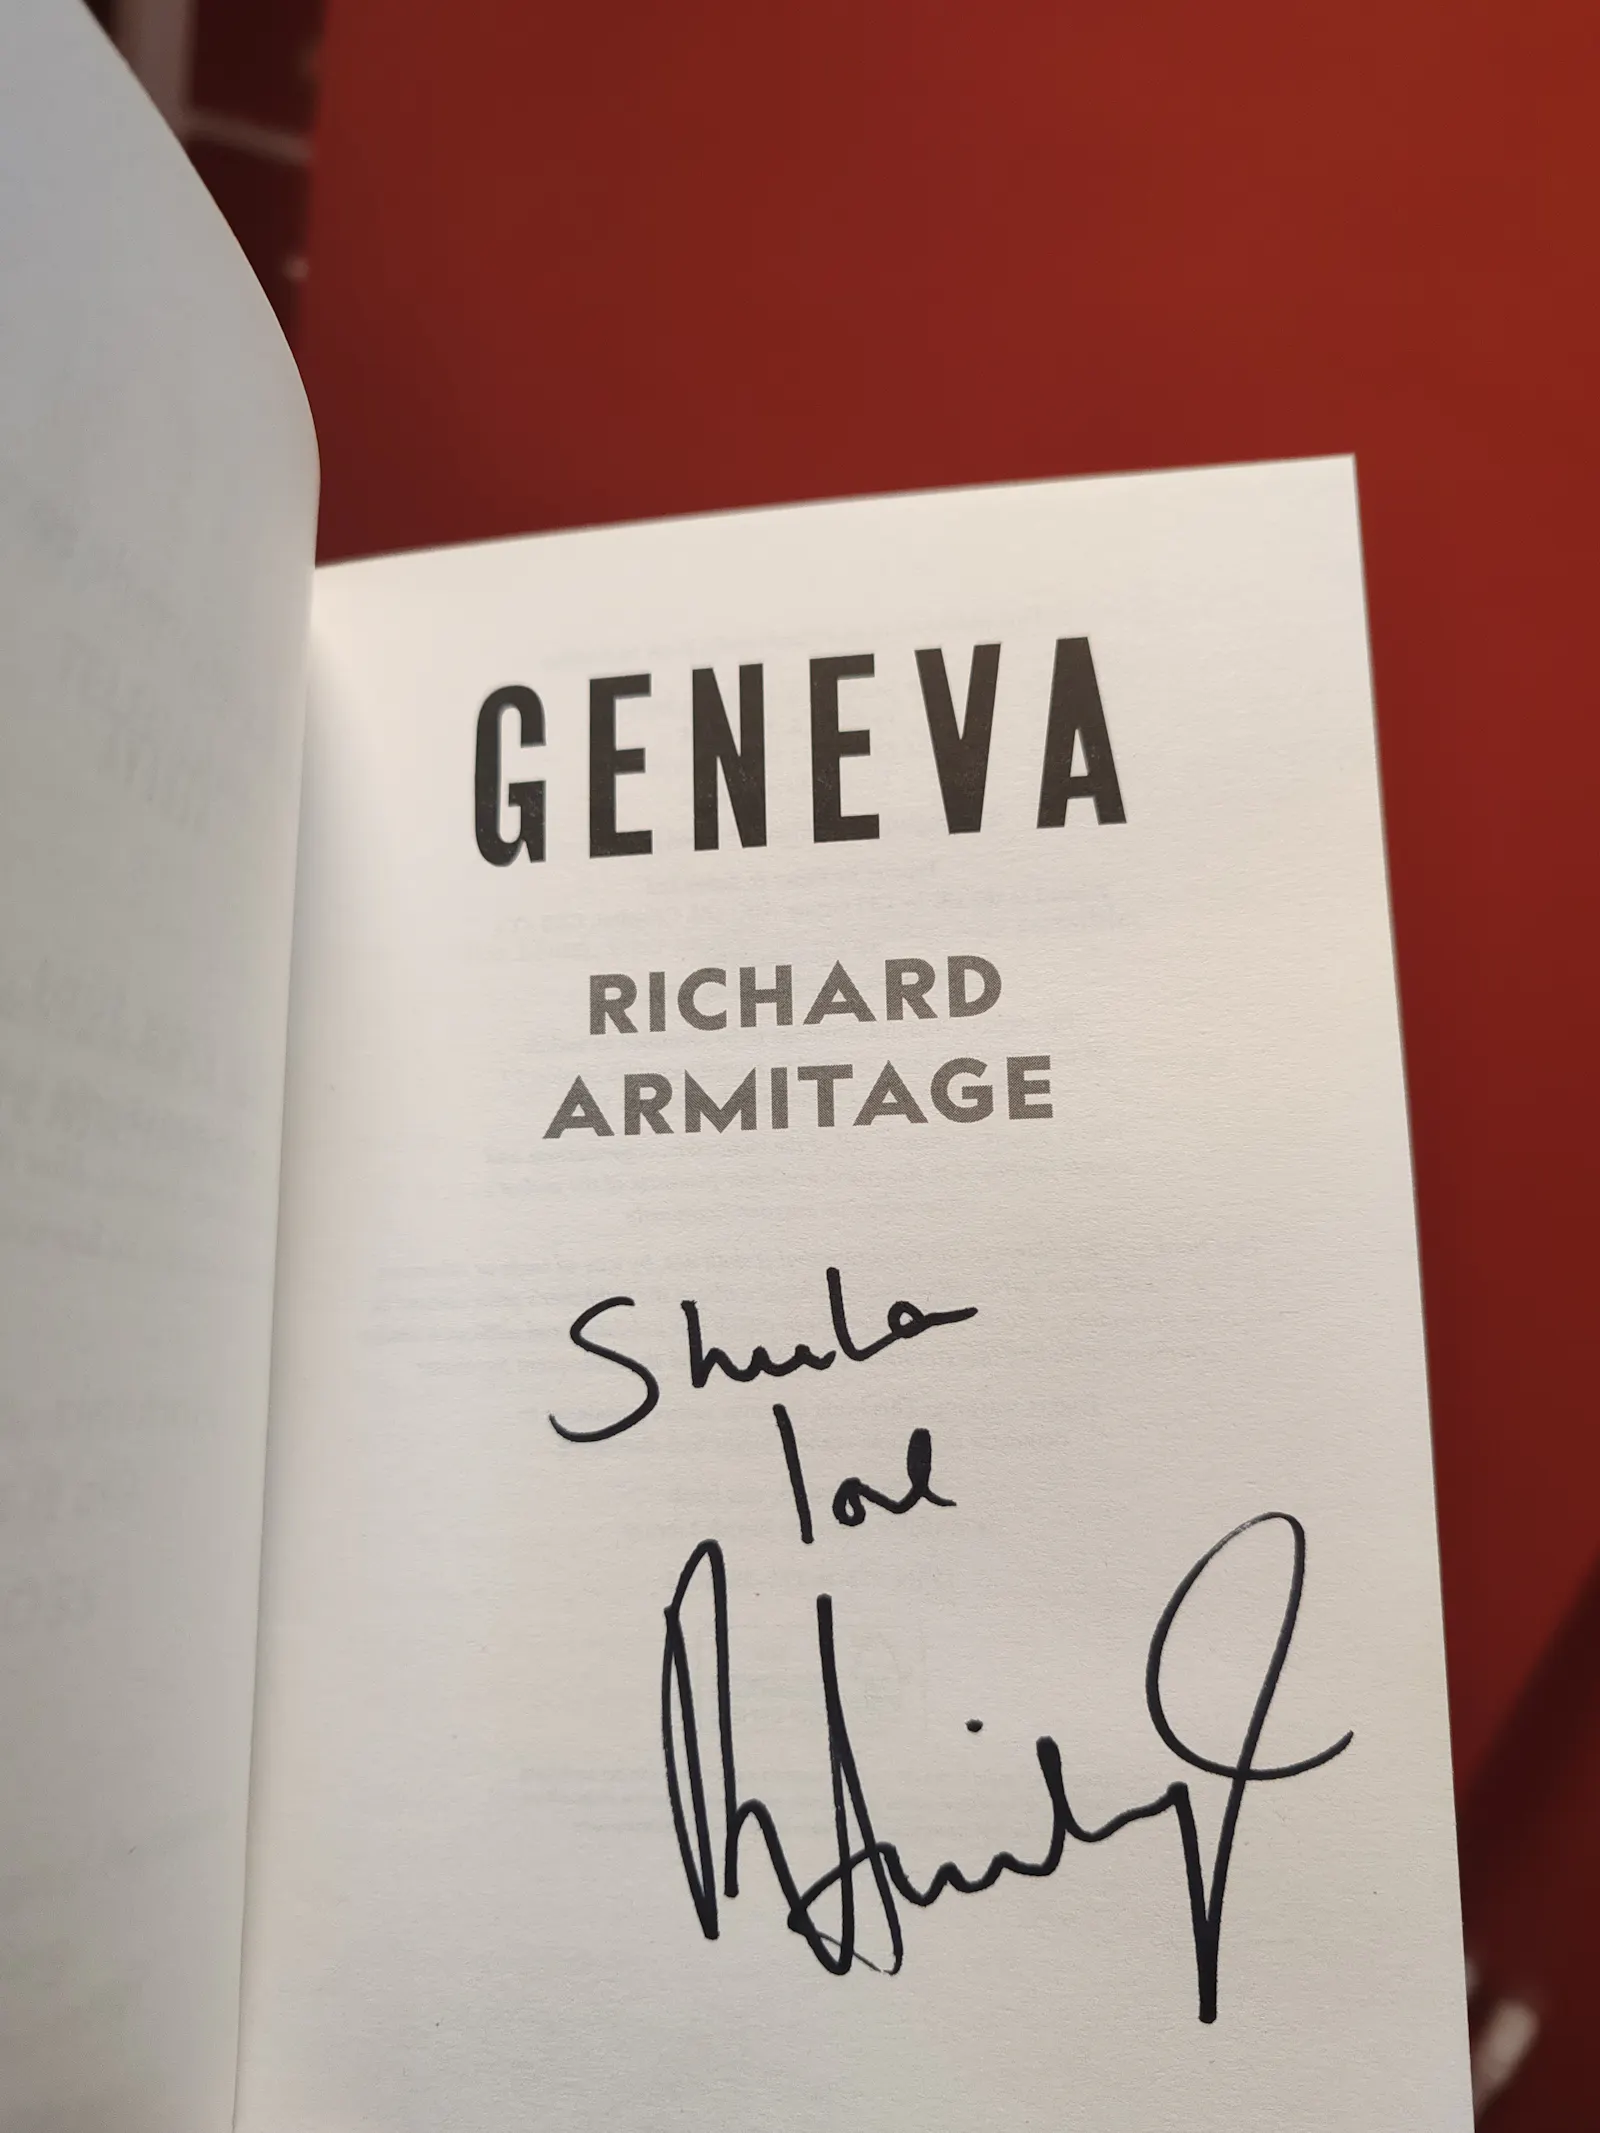 GENEVA
RICHARD
ARMITAGE
Sheila
love